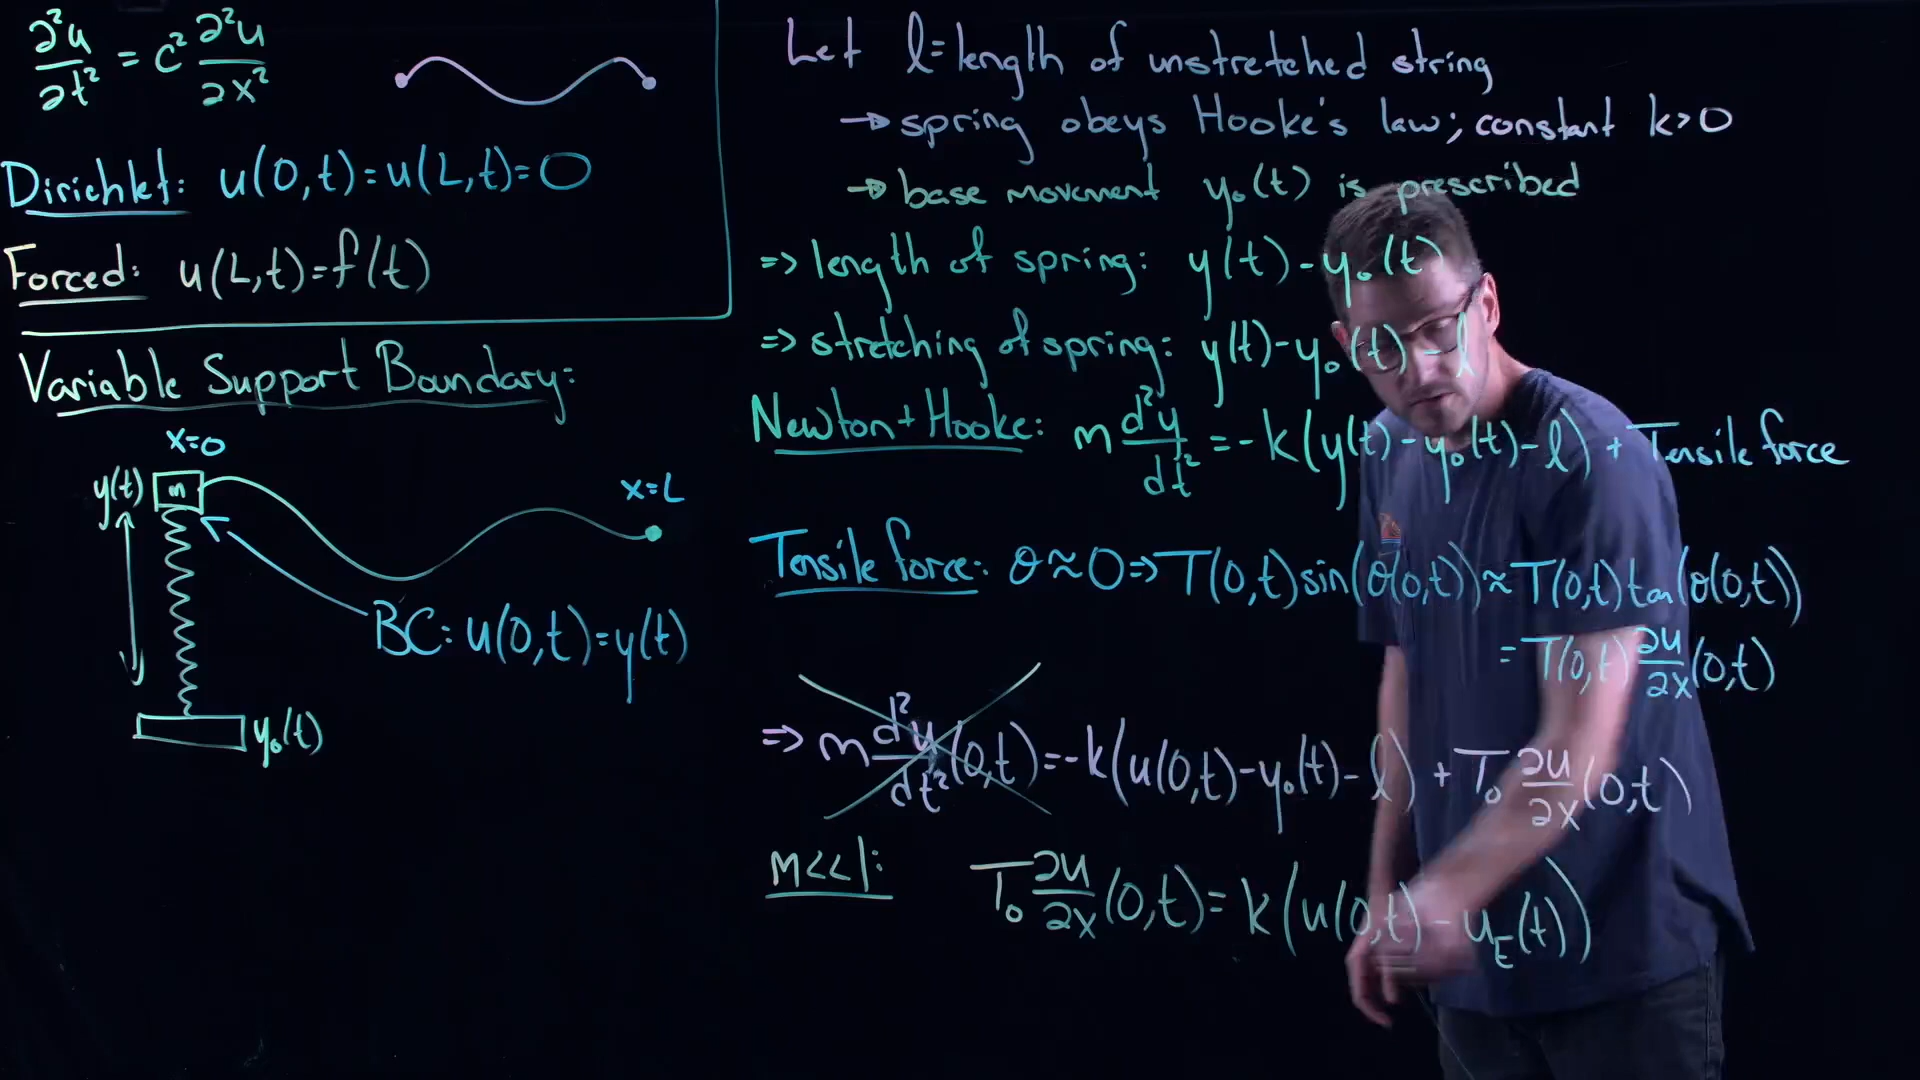 ∂²u/∂t² = c² ∂²u/∂x²
Dirichlet: u(0,t)=u(L,t)=0
Forced: u(L,t)=f(t)
Variable Support Boundary:
x=0
y(t)
m
x=L
BC: u(0,t)=y(t)
y₀(t)
Let l=length of unstretched string
→ spring obeys Hooke's law; constant k>0
→ base movement y₀(t) is prescribed
=> length of spring: y(t)-y₀(t)
=> stretching of spring: y(t)-y₀(t)-l
Newton+Hooke: m d²y/dt² = -k(y(t)-y₀(t)-l) + Tensile force
Tensile force: θ≈0 => T(0,t)sin(θ(0,t)) ≈ T(0,t)tan(θ(0,t))
= T(0,t) ∂u/∂x (0,t)
=> m d²u/dt² (0,t) = -k(u(0,t)-y₀(t)-l) + T₀ ∂u/∂x (0,t)
m<<1: T₀ ∂u/∂x (0,t) = k(u(0,t)-u_E(t))